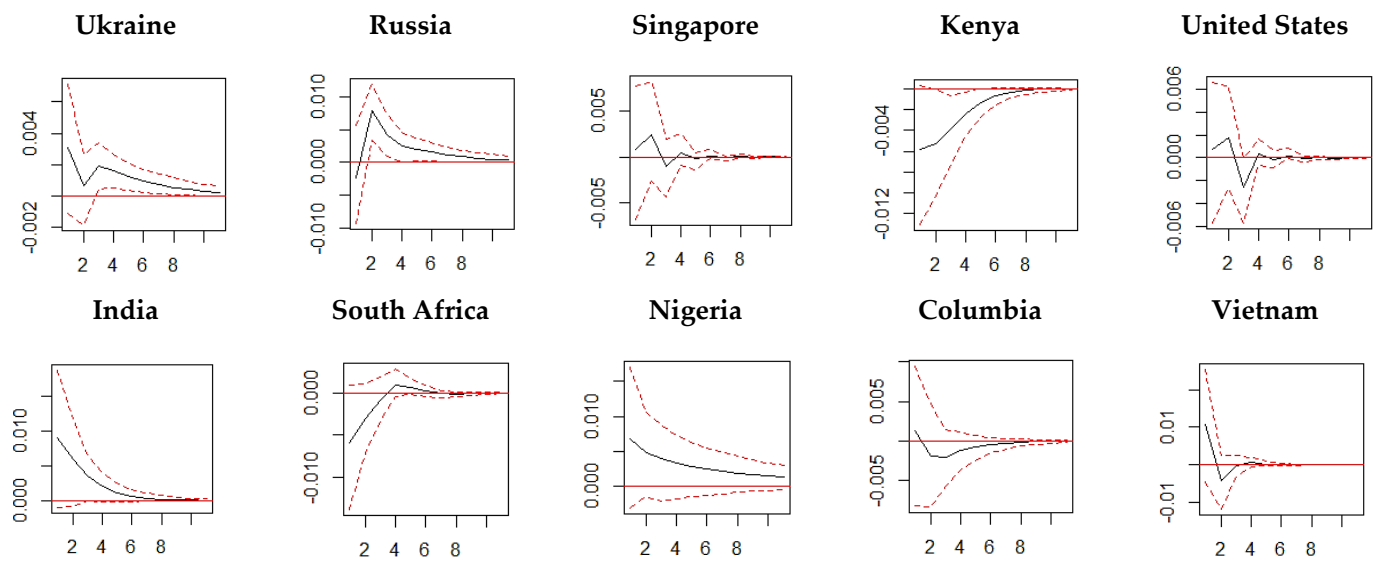 Ukraine Russia Singapore Kenya United States
0.004
-0.002
2 4 6 8
0.010
0.000
-0.010
2 4 6 8
0.005
-0.005
2 4 6 8
-0.004
-0.012
2 4 6 8
0.006
0.000
-0.006
2 4 6 8
India South Africa Nigeria Columbia Vietnam
0.010
0.000
2 4 6 8
0.000
-0.010
2 4 6 8
0.010
0.000
2 4 6 8
0.005
-0.005
2 4 6 8
0.01
-0.01
2 4 6 8